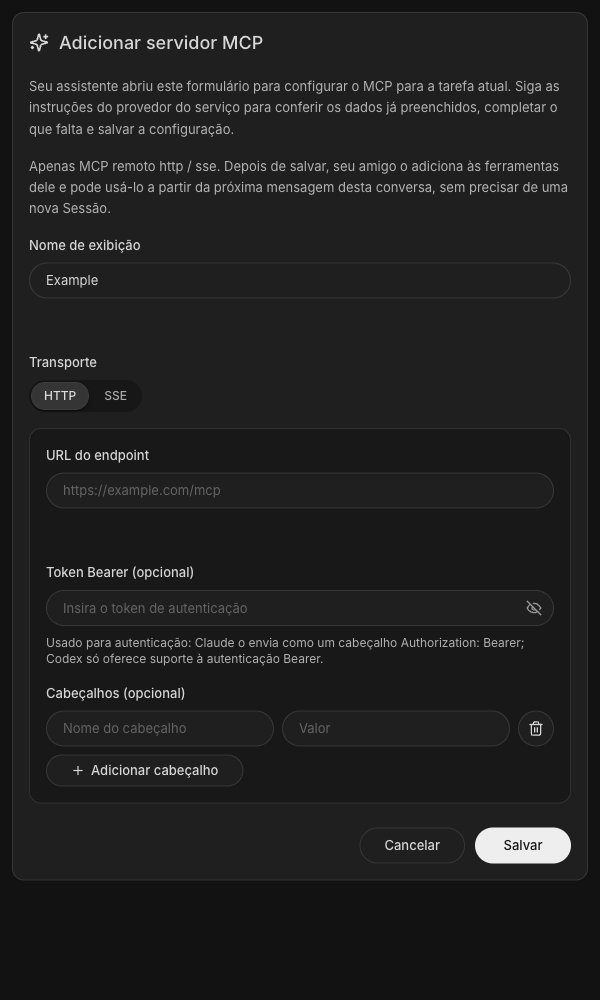 Adicionar servidor MCP
Seu assistente abriu este formulário para configurar o MCP para a tarefa atual. Siga as
instruções do provedor do serviço para conferir os dados já preenchidos, completar o
que falta e salvar a configuração.
Apenas MCP remoto http / sse. Depois de salvar, seu amigo o adiciona às ferramentas
dele e pode usá-lo a partir da próxima mensagem desta conversa, sem precisar de uma
nova Sessão.
Nome de exibição
Example
Transporte
HTTP SSE
URL do endpoint
https://example.com/mcp
Token Bearer (opcional)
Insira o token de autenticação
Usado para autenticação: Claude o envia como um cabeçalho Authorization: Bearer;
Codex só oferece suporte à autenticação Bearer.
Cabeçalhos (opcional)
Nome do cabeçalho Valor
+ Adicionar cabeçalho
Cancelar Salvar